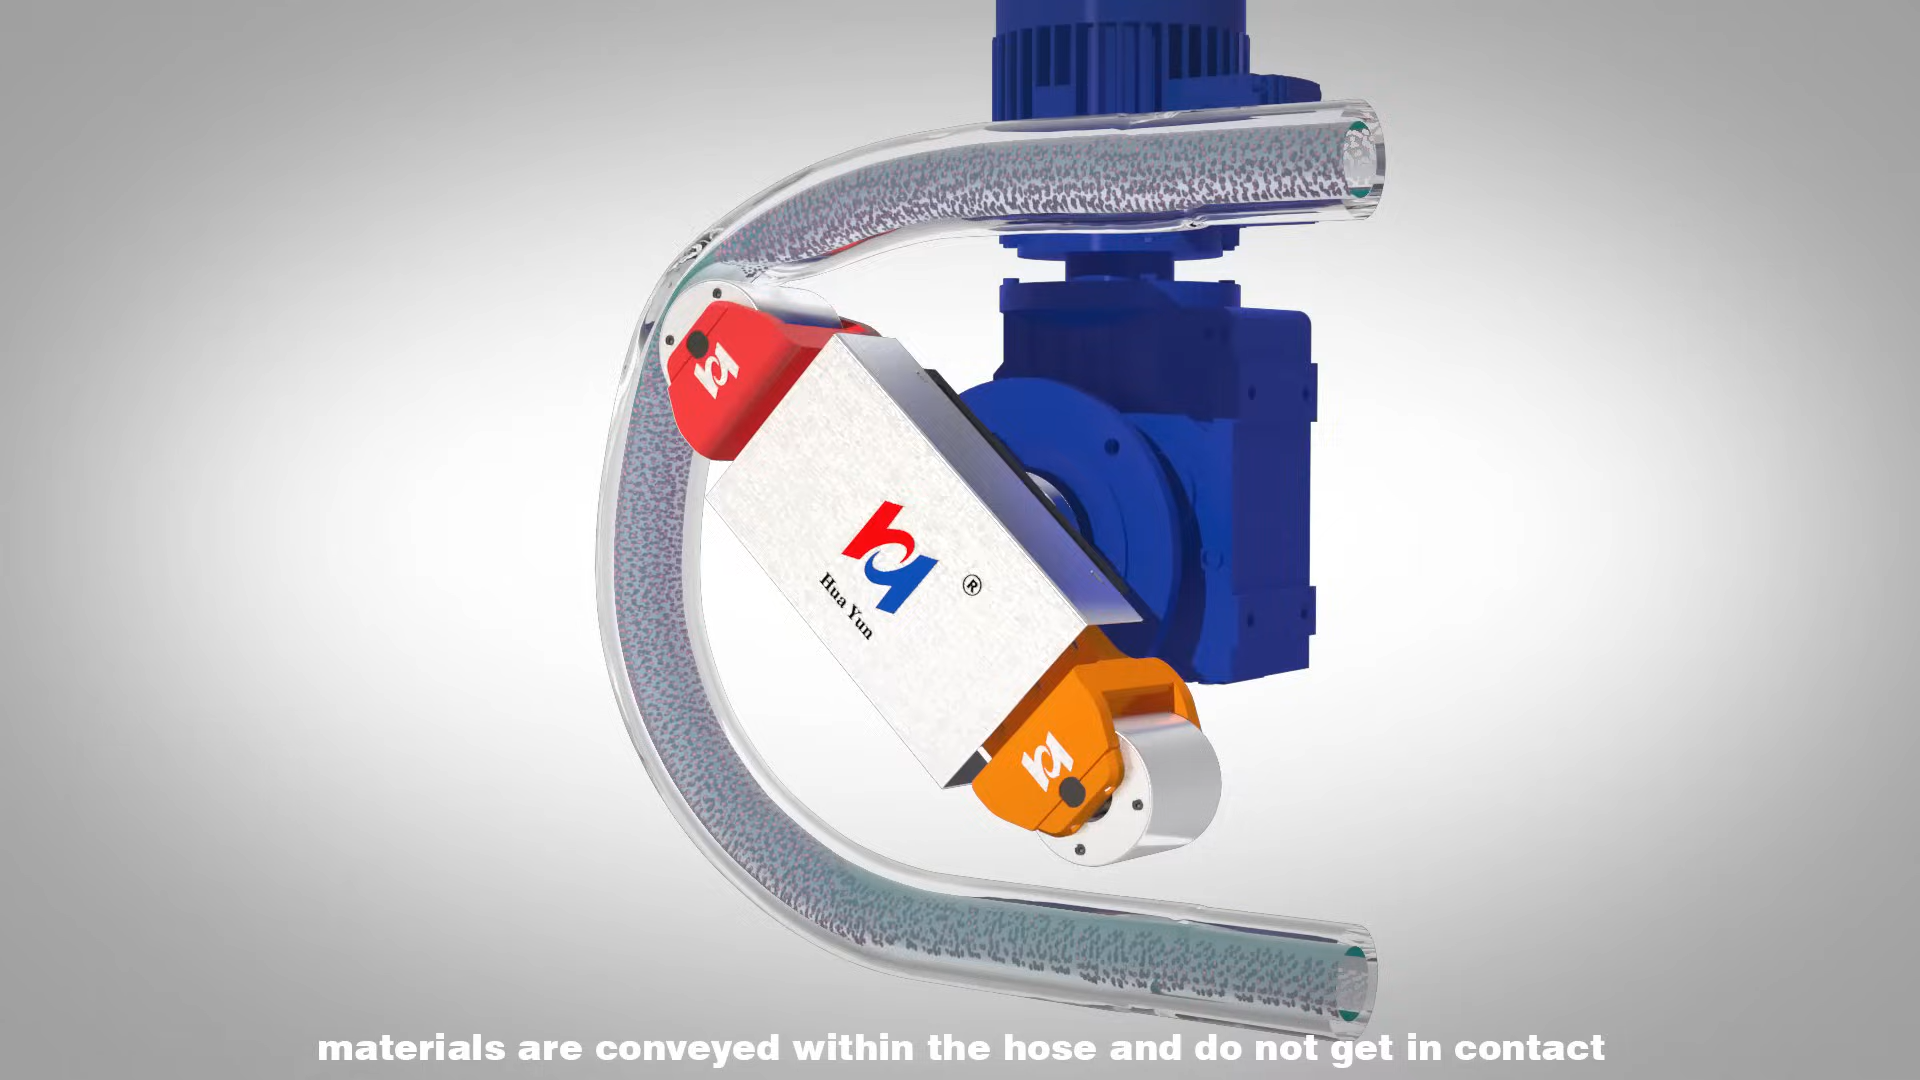 Hua Yun
®
materials are conveyed within the hose and do not get in contact